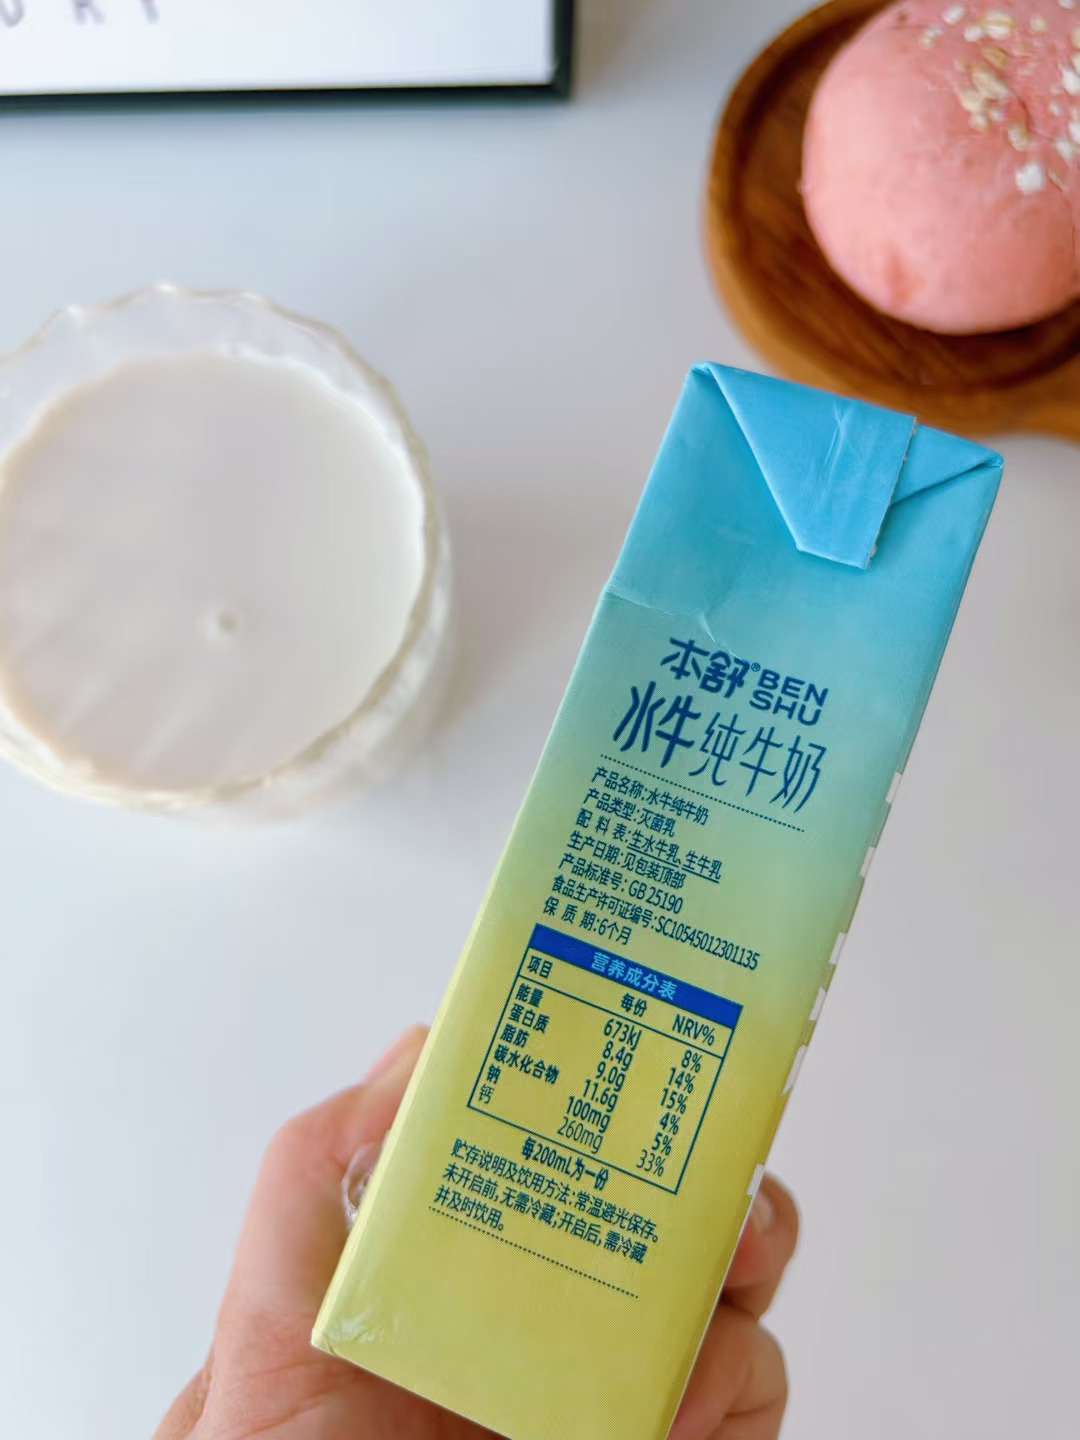 本舒® BEN SHU
水牛纯牛奶
产品名称:水牛纯牛奶
产品类型:灭菌乳
配 料 表:生水牛乳、生牛乳
生产日期:见包装顶部
产品标准号:GB 25190
食品生产许可证编号:SC10545012301135
保 质 期:6个月
营养成分表
项目 每份 NRV%
能量 673kJ 8%
蛋白质 8.4g 14%
脂肪 9.0g 15%
碳水化合物 11.6g 4%
钠 100mg 5%
钙 260mg 33%
每200mL为一份
贮存说明及饮用方法:常温避光保存。
未开启前,无需冷藏;开启后,需冷藏
并及时饮用。